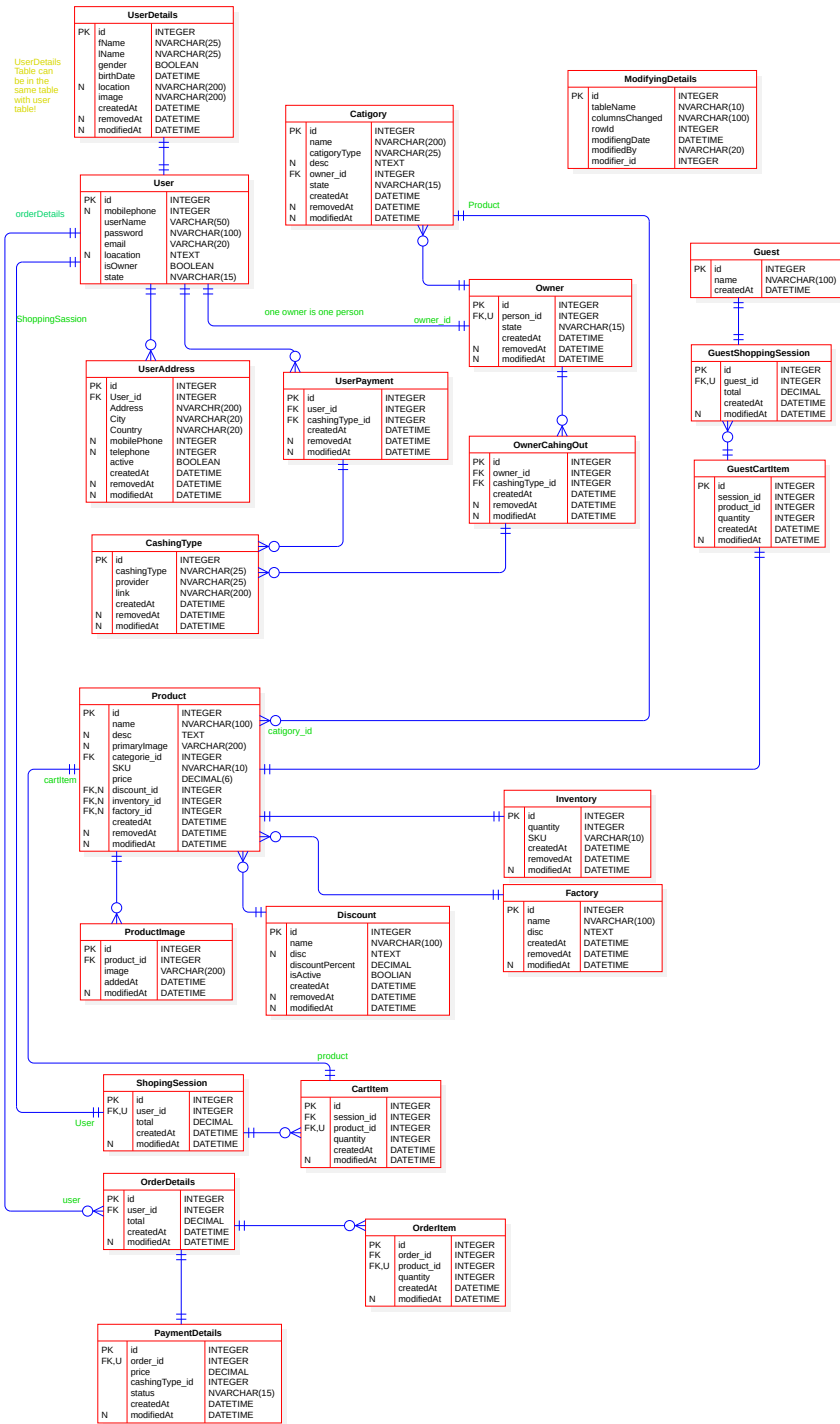 UserDetails
PK id INTEGER
fName NVARCHAR(25)
lName NVARCHAR(25)
gender BOOLEAN
birthDate DATETIME
N location NVARCHAR(200)
image NVARCHAR(200)
createdAt DATETIME
N removedAt DATETIME
N modifiedAt DATETIME
UserDetails
Table can
be in the
same table
with user
table!
ModifyingDetails
PK id INTEGER
tableName NVARCHAR(10)
columnsChanged NVARCHAR(100)
rowId INTEGER
modifiengDate DATETIME
modifiedBy NVARCHAR(20)
modifier_id INTEGER
Catigory
PK id INTEGER
name NVARCHAR(200)
catigoryType NVARCHAR(25)
N desc NTEXT
FK owner_id INTEGER
state NVARCHAR(15)
createdAt DATETIME
N removedAt DATETIME
N modifiedAt DATETIME
User
PK id INTEGER
N mobilephone INTEGER
userName VARCHAR(50)
password NVARCHAR(100)
email VARCHAR(20)
N loacation NTEXT
isOwner BOOLEAN
state NVARCHAR(15)
orderDetails
Product
ShoppingSassion
one owner is one person
owner_id
Guest
PK id INTEGER
name NVARCHAR(100)
createdAt DATETIME
Owner
PK id INTEGER
FK,U person_id INTEGER
state NVARCHAR(15)
createdAt DATETIME
N removedAt DATETIME
N modifiedAt DATETIME
GuestShoppingSession
PK id INTEGER
FK,U guest_id INTEGER
total DECIMAL
createdAt DATETIME
N modifiedAt DATETIME
UserAddress
PK id INTEGER
FK User_id INTEGER
Address NVARCHR(200)
City NVARCHAR(20)
Country NVARCHAR(20)
N mobilePhone INTEGER
N telephone INTEGER
active BOOLEAN
createdAt DATETIME
N removedAt DATETIME
N modifiedAt DATETIME
UserPayment
PK id INTEGER
FK user_id INTEGER
FK cashingType_id INTEGER
createdAt DATETIME
N removedAt DATETIME
N modifiedAt DATETIME
OwnerCahingOut
PK id INTEGER
FK owner_id INTEGER
FK cashingType_id INTEGER
createdAt DATETIME
N removedAt DATETIME
N modifiedAt DATETIME
GuestCartItem
PK id INTEGER
session_id INTEGER
product_id INTEGER
quantity INTEGER
createdAt DATETIME
N modifiedAt DATETIME
CashingType
PK id INTEGER
cashingType NVARCHAR(25)
provider NVARCHAR(25)
link NVARCHAR(200)
createdAt DATETIME
N removedAt DATETIME
N modifiedAt DATETIME
Product
PK id INTEGER
name NVARCHAR(100)
N desc TEXT
N primaryImage VARCHAR(200)
FK categorie_id INTEGER
SKU NVARCHAR(10)
price DECIMAL(6)
FK,N discount_id INTEGER
FK,N inventory_id INTEGER
FK,N factory_id INTEGER
createdAt DATETIME
N removedAt DATETIME
N modifiedAt DATETIME
catigory_id
cartItem
Inventory
PK id INTEGER
quantity INTEGER
SKU VARCHAR(10)
createdAt DATETIME
removedAt DATETIME
N modifiedAt DATETIME
Factory
PK id INTEGER
name NVARCHAR(100)
disc NTEXT
createdAt DATETIME
removedAt DATETIME
N modifiedAt DATETIME
Discount
PK id INTEGER
name NVARCHAR(100)
N disc NTEXT
discountPercent DECIMAL
isActive BOOLIAN
createdAt DATETIME
N removedAt DATETIME
N modifiedAt DATETIME
ProductImage
PK id INTEGER
FK product_id INTEGER
image VARCHAR(200)
addedAt DATETIME
N modifiedAt DATETIME
product
ShopingSession
PK id INTEGER
FK,U user_id INTEGER
total DECIMAL
createdAt DATETIME
N modifiedAt DATETIME
User
CartItem
PK id INTEGER
FK session_id INTEGER
FK,U product_id INTEGER
quantity INTEGER
createdAt DATETIME
N modifiedAt DATETIME
OrderDetails
PK id INTEGER
FK user_id INTEGER
total DECIMAL
createdAt DATETIME
N modifiedAt DATETIME
user
OrderItem
PK id INTEGER
FK order_id INTEGER
FK,U product_id INTEGER
quantity INTEGER
createdAt DATETIME
N modifiedAt DATETIME
PaymentDetails
PK id INTEGER
FK,U order_id INTEGER
price DECIMAL
cashingType_id INTEGER
status NVARCHAR(15)
createdAt DATETIME
N modifiedAt DATETIME